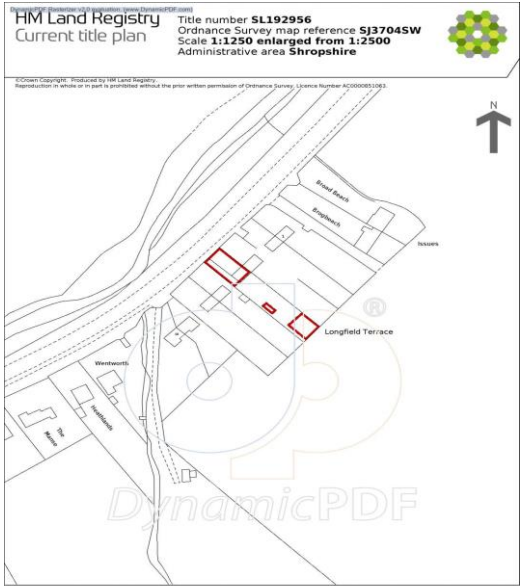 DynamicPDF Rasterizer v2.0 evaluation. (www.DynamicPDF.com)
HM Land Registry
Current title plan
Title number SL192956
Ordnance Survey map reference SJ3704SW
Scale 1:1250 enlarged from 1:2500
Administrative area Shropshire
©Crown Copyright. Produced by HM Land Registry.
Reproduction in whole or in part is prohibited without the prior written permission of Ordnance Survey. Licence Number AC0000851063.
N
Broad Beach
Brogbeach
houses
Longfield Terrace
Wentworth
Heathlands
The
®
DynamicPDF